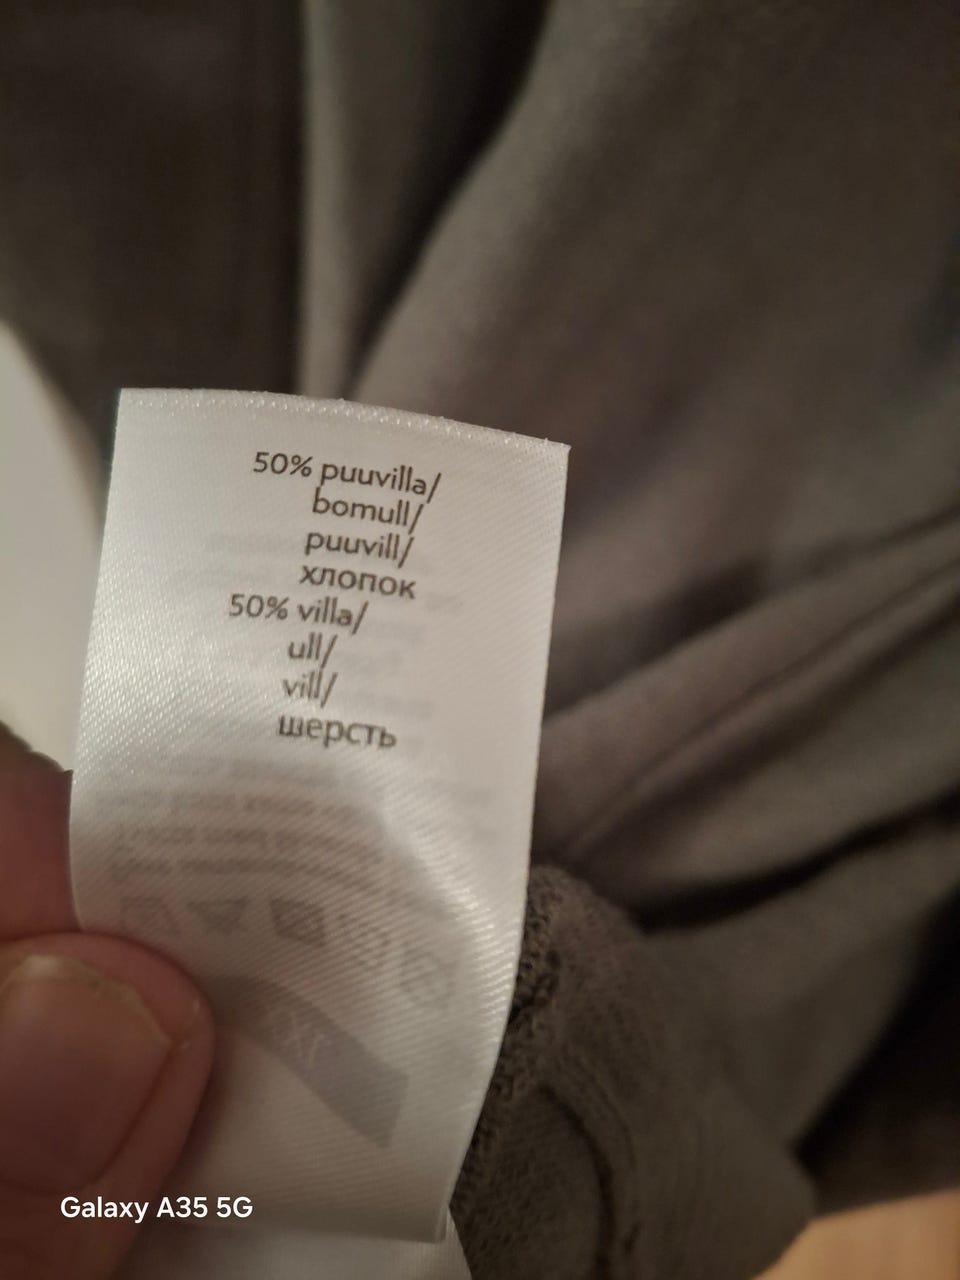 50% puuvilla/
bomull/
puuvill/
хлопок
50% villa/
ull/
vill/
шерсть
Galaxy A35 5G